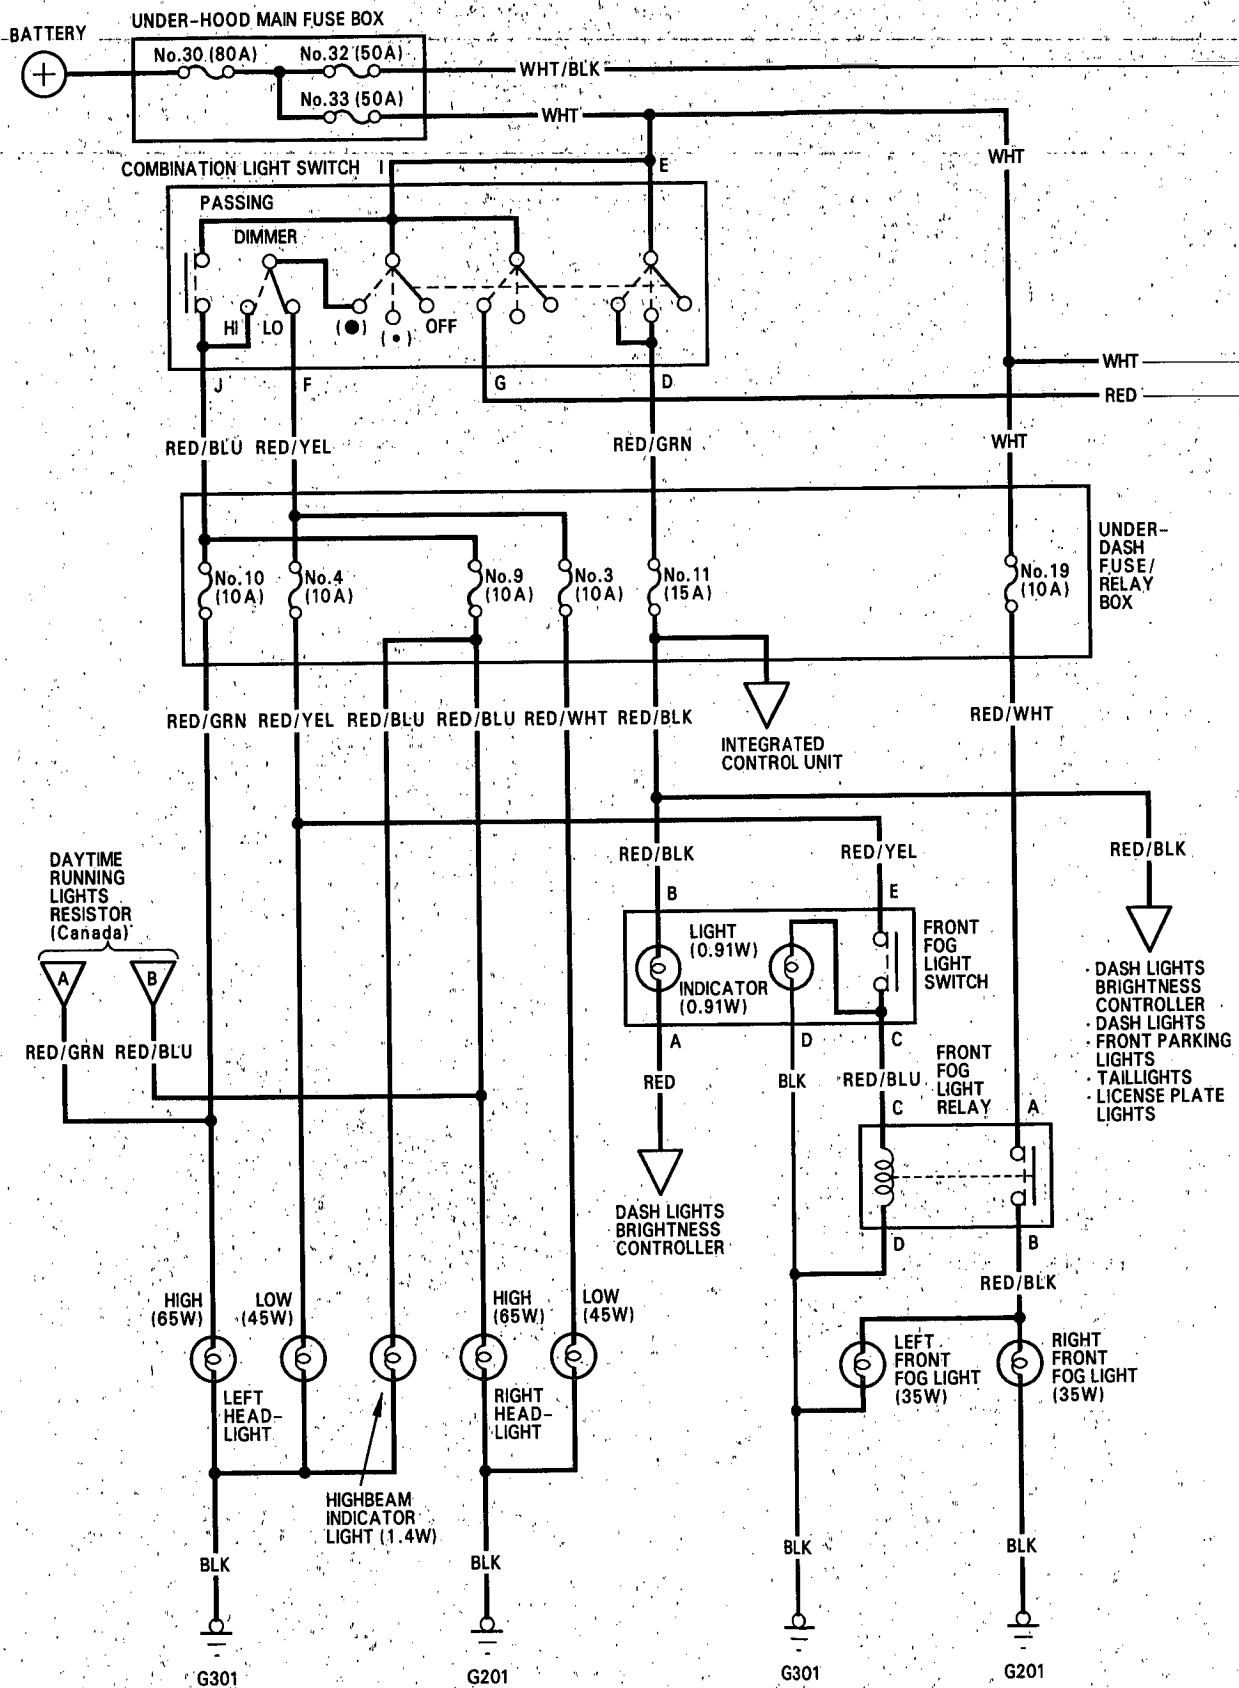 UNDER-HOOD MAIN FUSE BOX
BATTERY
+
No.30 (80A)
No.32 (50A)
WHT/BLK
No.33 (50A)
WHT
WHT
COMBINATION LIGHT SWITCH
I
E
PASSING
DIMMER
HI
LO
(●)
(•)
OFF
J
F
G
D
WHT
RED
RED/BLU
RED/YEL
RED/GRN
WHT
UNDER-
DASH
FUSE/
RELAY
BOX
No.10
(10A)
No.4
(10A)
No.9
(10A)
No.3
(10A)
No.11
(15A)
No.19
(10A)
RED/GRN
RED/YEL
RED/BLU
RED/BLU
RED/WHT
RED/BLK
RED/WHT
INTEGRATED
CONTROL UNIT
DAYTIME
RUNNING
LIGHTS
RESISTOR
(Canada)
A
B
RED/GRN
RED/BLU
RED/BLK
RED/YEL
RED/BLK
B
E
LIGHT
(0.91W)
INDICATOR
(0.91W)
FRONT
FOG
LIGHT
SWITCH
· DASH LIGHTS
BRIGHTNESS
CONTROLLER
· DASH LIGHTS
· FRONT PARKING
LIGHTS
· TAILLIGHTS
· LICENSE PLATE
LIGHTS
A
D
C
RED
BLK
RED/BLU
FRONT
FOG
LIGHT
RELAY
C
A
DASH LIGHTS
BRIGHTNESS
CONTROLLER
D
B
RED/BLK
HIGH
(65W)
LOW
(45W)
HIGH
(65W)
LOW
(45W)
LEFT
FRONT
FOG LIGHT
(35W)
RIGHT
FRONT
FOG LIGHT
(35W)
LEFT
HEAD-
LIGHT
RIGHT
HEAD-
LIGHT
HIGHBEAM
INDICATOR
LIGHT (1.4W)
BLK
BLK
BLK
BLK
G301
G201
G301
G201